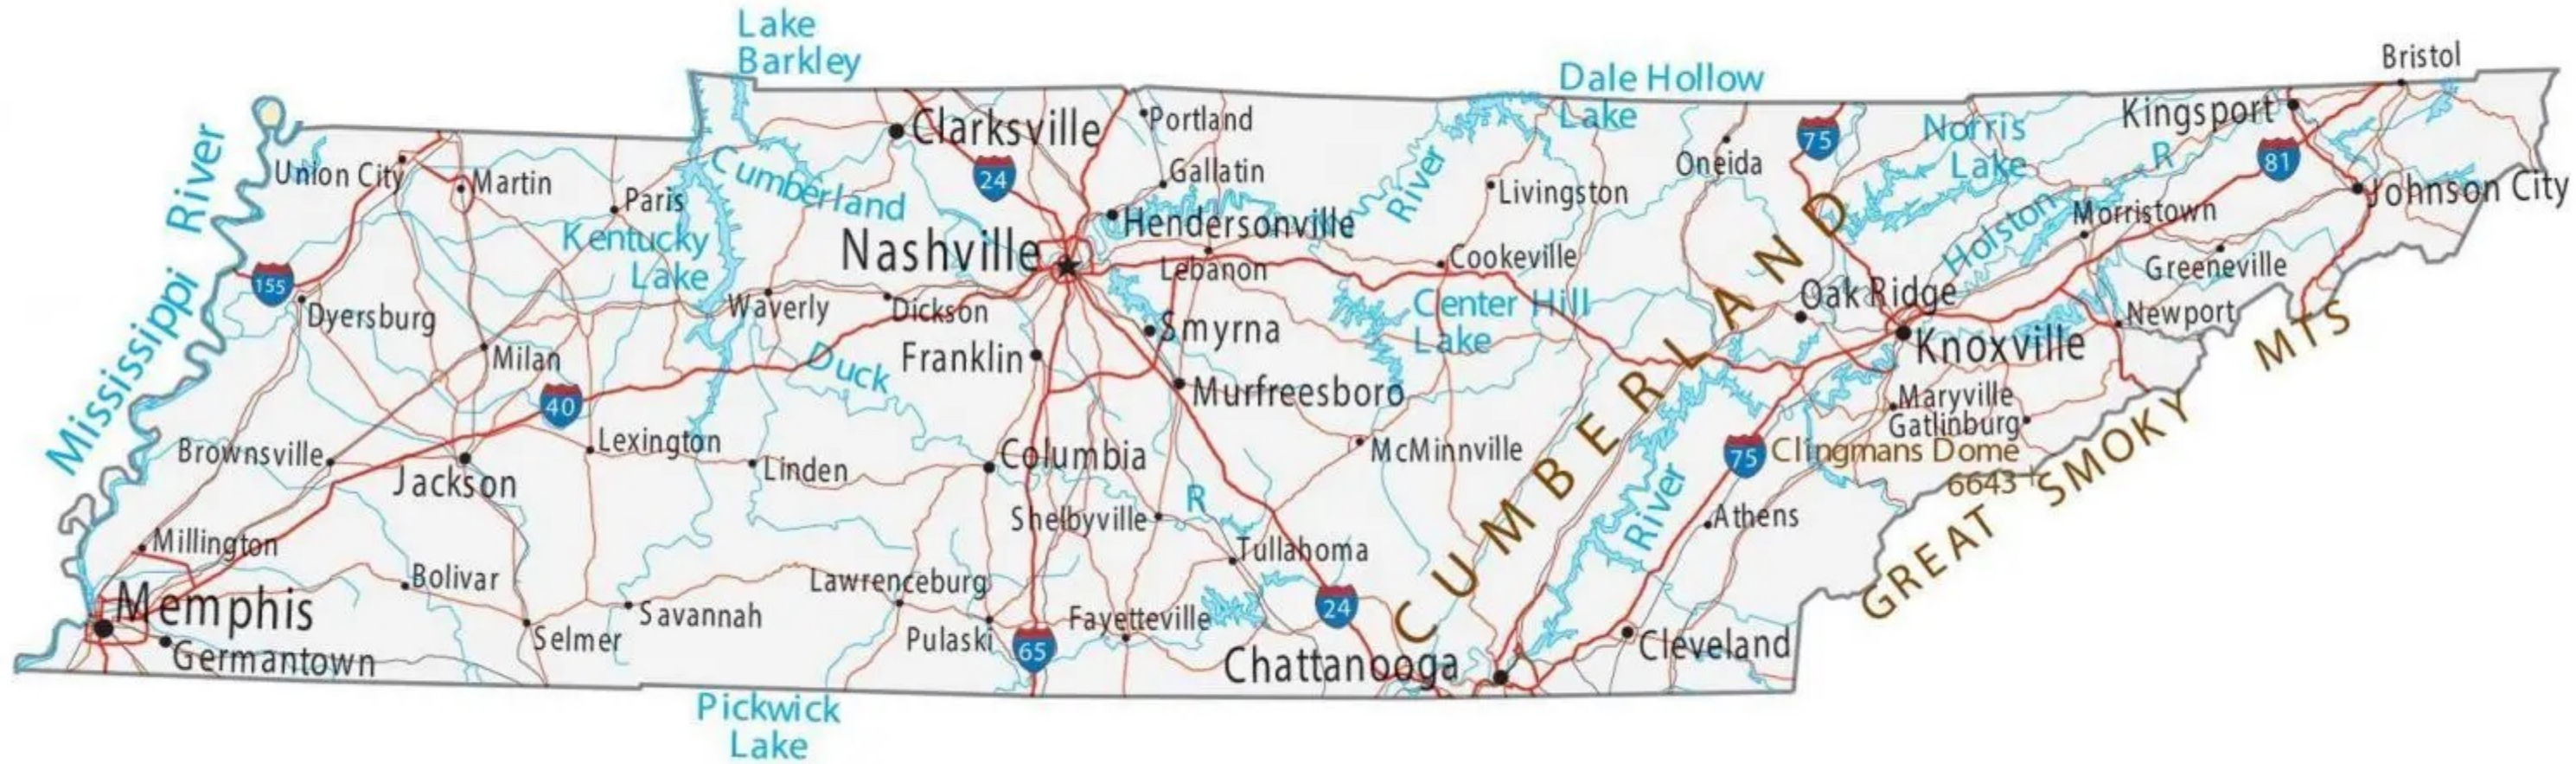 Lake
Barkley
Dale Hollow
Lake
Bristol
Kingsport
Portland
Clarksville
75
Norris
Lake
R
81
Mississippi River
Union City
Martin
Paris
Cumberland
24
Gallatin
River
Livingston
Oneida
Johnson City
Kentucky
Lake
Nashville
Hendersonville
Lebanon
Cookeville
CUMBERLAND
Holston
Morristown
Greeneville
155
Dyersburg
Waverly
Dickson
Smyrna
Center Hill
Lake
Oak Ridge
Knoxville
Newport
Milan
Duck
Franklin
Murfreesboro
Maryville
Gatlinburg
40
Brownsville
Jackson
Lexington
Linden
Columbia
McMinnville
75
Clingmans Dome
6643
GREAT SMOKY MTS
R
Shelbyville
River
Athens
Millington
Tullahoma
Memphis
Germantown
Bolivar
Selmer
Savannah
Lawrenceburg
Pulaski
65
Fayetteville
24
Chattanooga
Cleveland
Pickwick
Lake